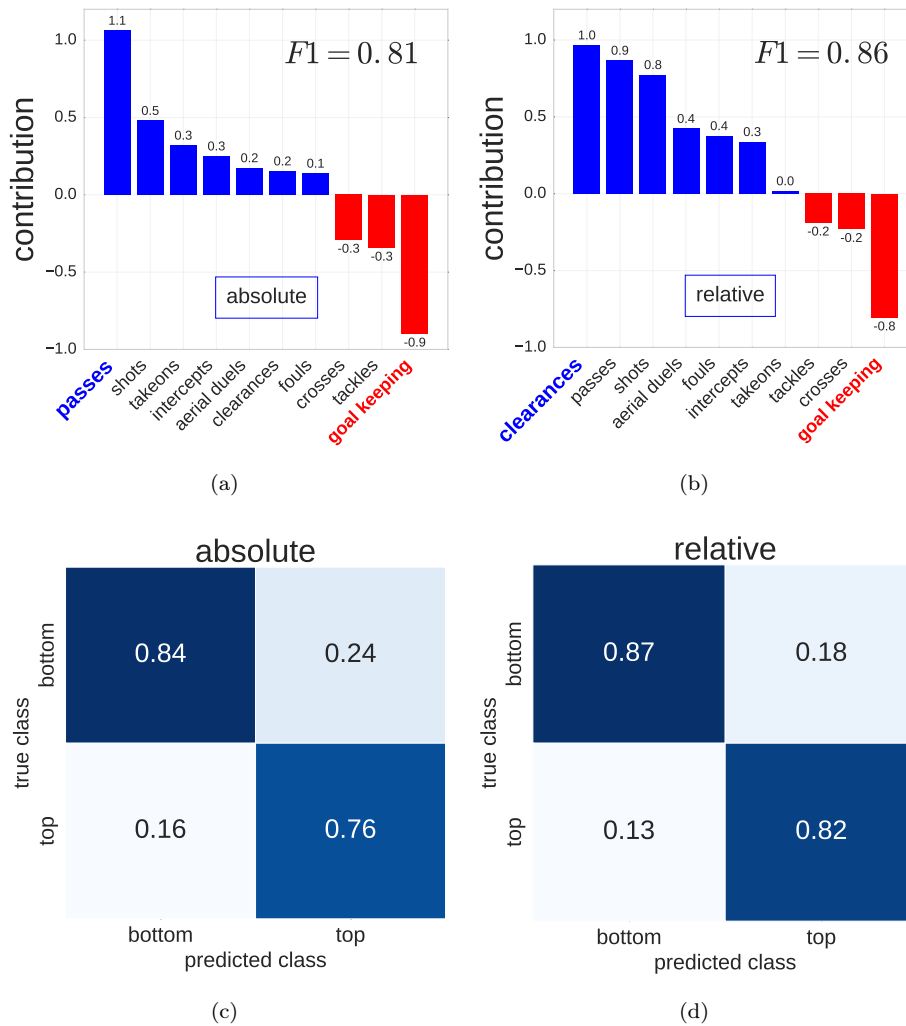 F1 = 0.81
contribution
1.0
0.5
0.0
−0.5
−1.0
1.1
0.5
0.3
0.3
0.2
0.2
0.1
-0.3
-0.3
-0.9
absolute
passes
shots
takeons
intercepts
aerial duels
clearances
fouls
crosses
tackles
goal keeping
(a)
F1 = 0.86
contribution
1.0
0.5
0.0
−0.5
−1.0
1.0
0.9
0.8
0.4
0.4
0.3
0.0
-0.2
-0.2
-0.8
relative
clearances
passes
shots
aerial duels
fouls
intercepts
takeons
tackles
crosses
goal keeping
(b)
absolute
true class
bottom
0.84 0.24
top
0.16 0.76
bottom top
predicted class
(c)
relative
true class
bottom
0.87 0.18
top
0.13 0.82
bottom top
predicted class
(d)